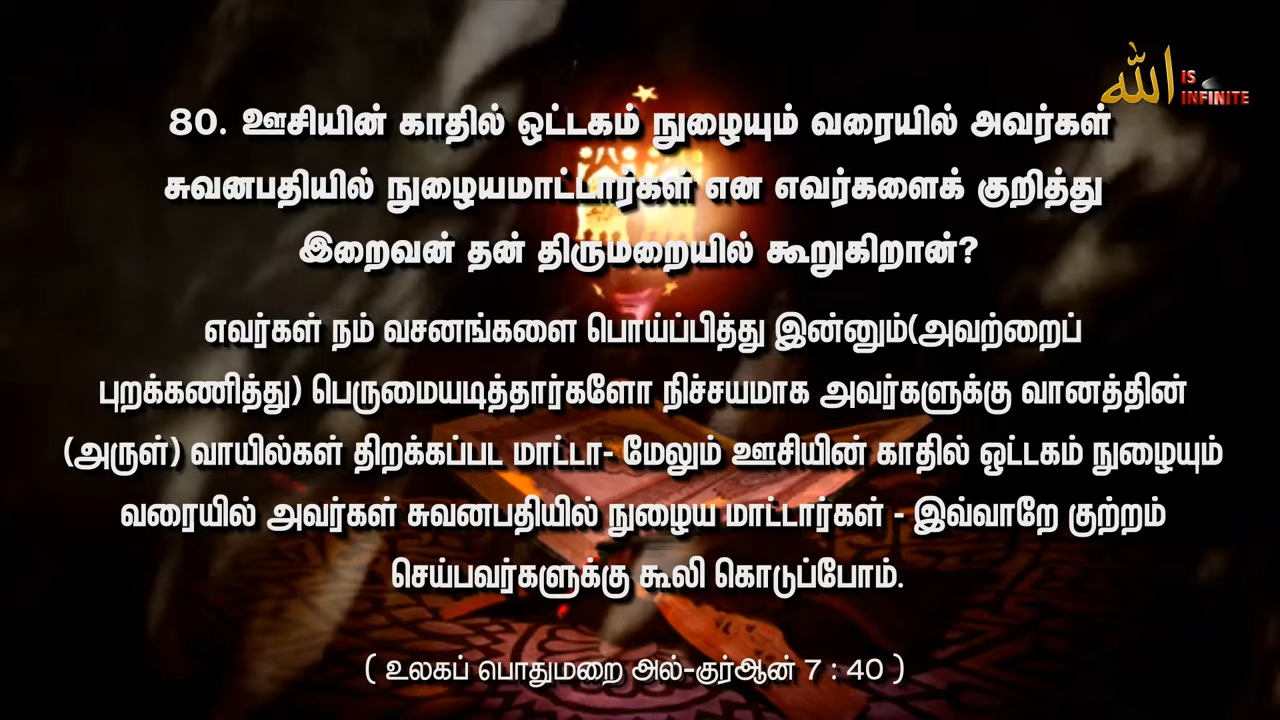 الله IS
INFINITE
80. ஊசியின் காதில் ஒட்டகம் நுழையும் வரையில் அவர்கள்
சுவனபதியில் நுழையமாட்டார்கள் என எவர்களைக் குறித்து
இறைவன் தன் திருமறையில் கூறுகிறான்?
எவர்கள் நம் வசனங்களை பொய்ப்பித்து இன்னும்(அவற்றைப்
புறக்கணித்து) பெருமையடித்தார்களோ நிச்சயமாக அவர்களுக்கு வானத்தின்
(அருள்) வாயில்கள் திறக்கப்பட மாட்டா- மேலும் ஊசியின் காதில் ஒட்டகம் நுழையும்
வரையில் அவர்கள் சுவனபதியில் நுழைய மாட்டார்கள் - இவ்வாறே குற்றம்
செய்பவர்களுக்கு கூலி கொடுப்போம்.
( உலகப் பொதுமறை அல்-குர்ஆன் 7 : 40 )